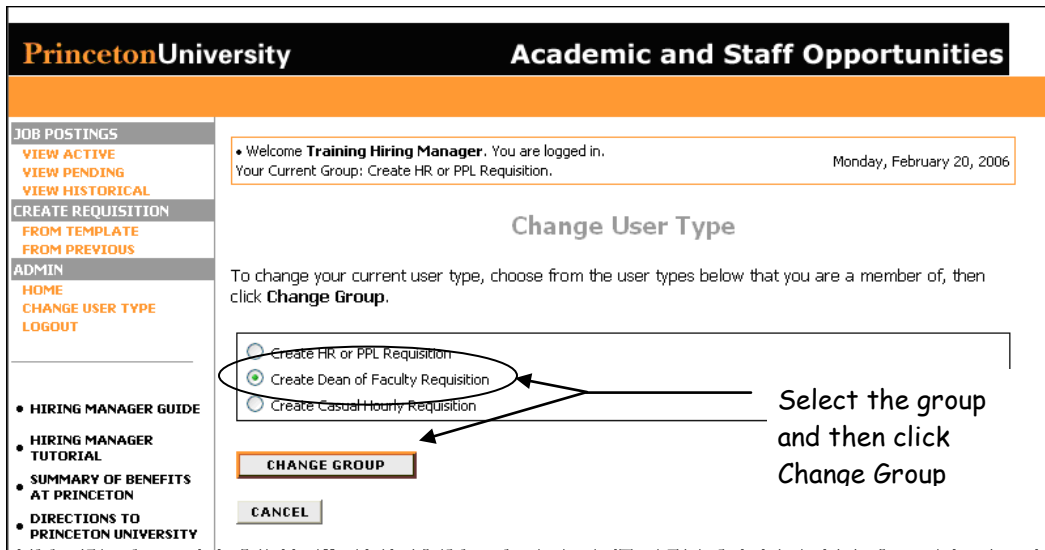 PrincetonUniversity
Academic and Staff Opportunities
JOB POSTINGS
VIEW ACTIVE
VIEW PENDING
VIEW HISTORICAL
CREATE REQUISITION
FROM TEMPLATE
FROM PREVIOUS
ADMIN
HOME
CHANGE USER TYPE
LOGOUT
• HIRING MANAGER GUIDE
• HIRING MANAGER
TUTORIAL
• SUMMARY OF BENEFITS
AT PRINCETON
• DIRECTIONS TO
PRINCETON UNIVERSITY
• Welcome Training Hiring Manager. You are logged in.
Your Current Group: Create HR or PPL Requisition.
Monday, February 20, 2006
Change User Type
To change your current user type, choose from the user types below that you are a member of, then
click Change Group.
Create HR or PPL Requisition
Create Dean of Faculty Requisition
Create Casual Hourly Requisition
CHANGE GROUP
CANCEL
Select the group
and then click
Change Group